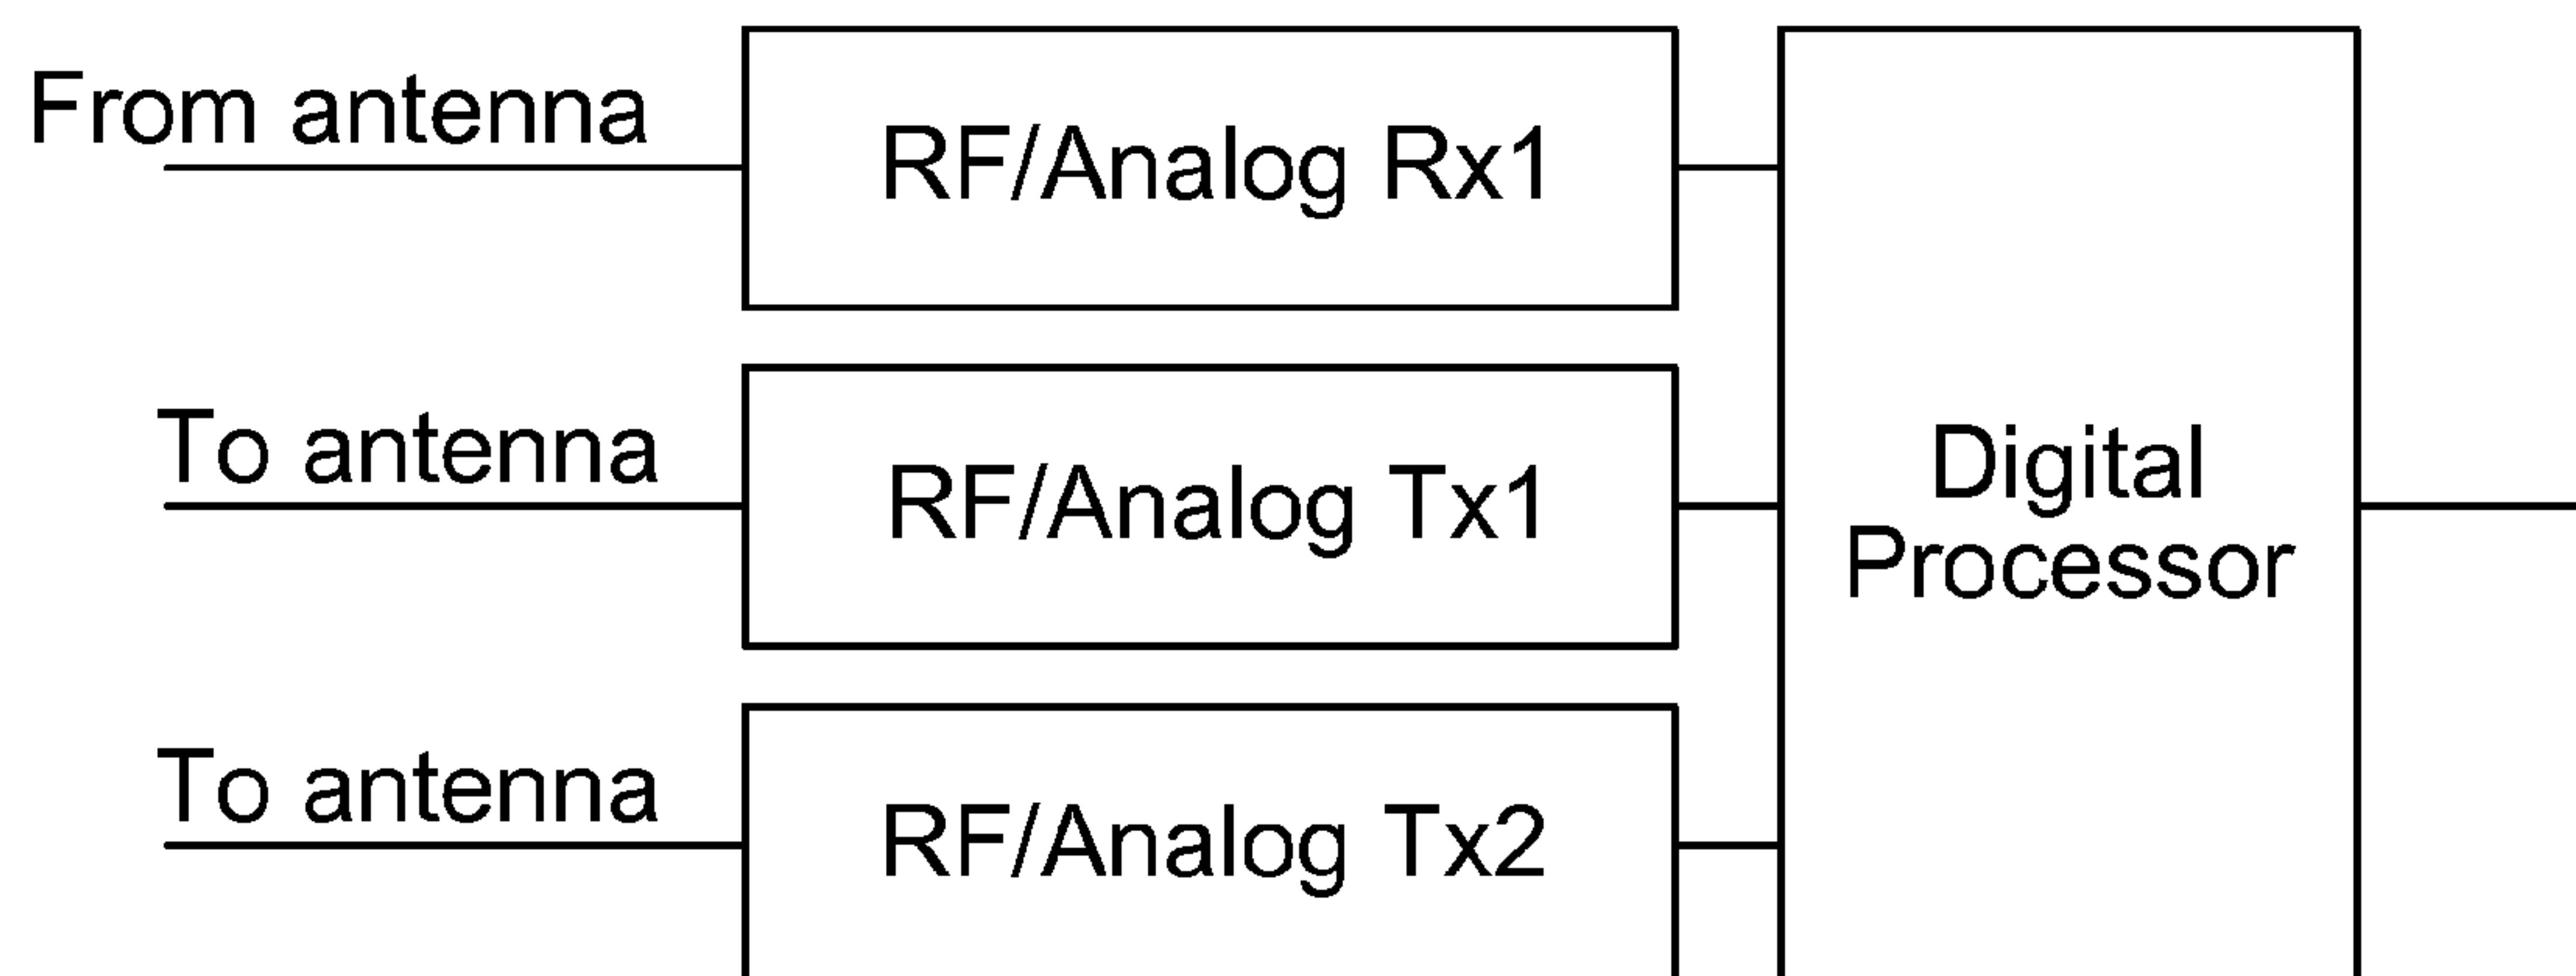 From antenna
RF/Analog Rx1
To antenna
RF/Analog Tx1
Digital
Processor
To antenna
RF/Analog Tx2